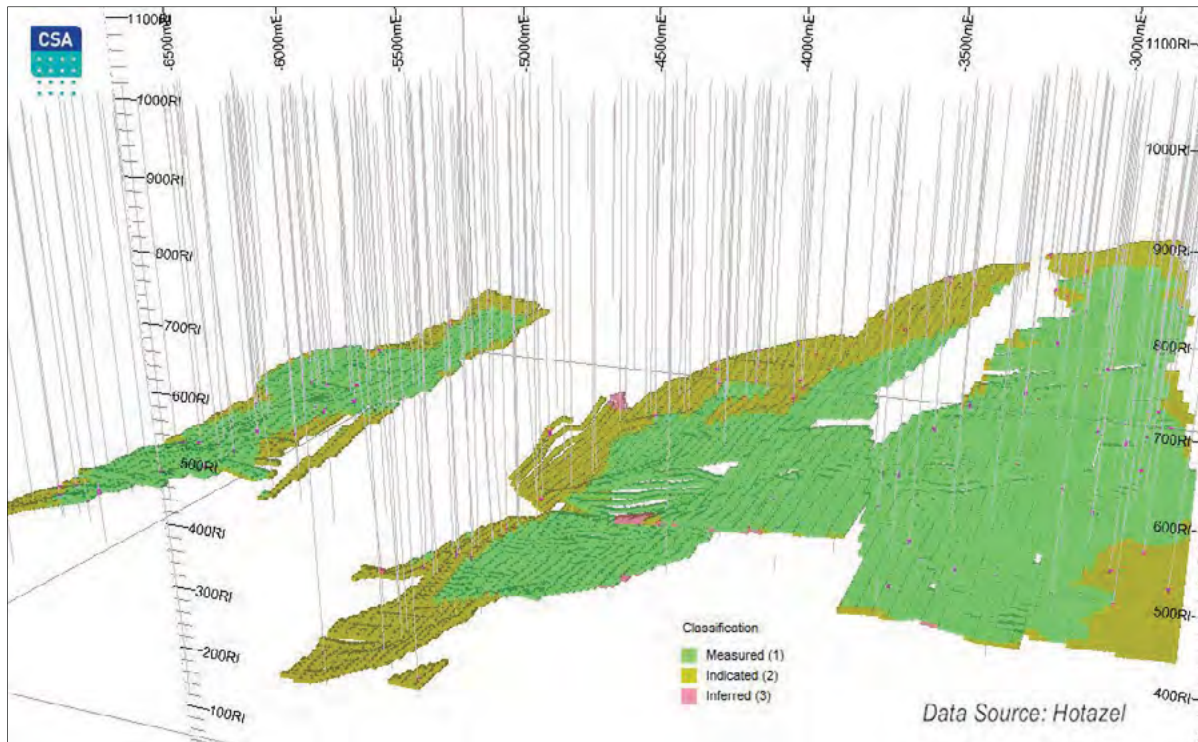 CSA
-6500mE
-6000mE
-5500mE
-5000mE
-4500mE
-4000mE
-3500mE
-3000mE
1100Rl
1000Rl
900Rl
800Rl
700Rl
600Rl
500Rl
400Rl
300Rl
200Rl
100Rl
1100Rl
1000Rl
900Rl
800Rl
700Rl
600Rl
500Rl
400Rl
Classification
Measured (1)
Indicated (2)
Inferred (3)
Data Source: Hotazel